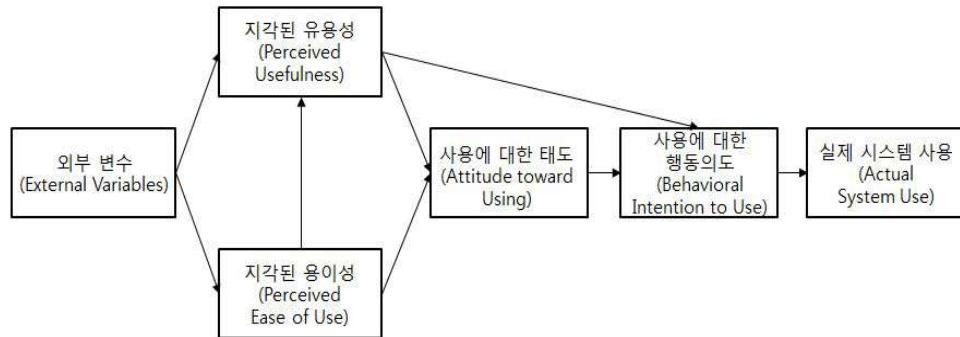 지각된 유용성
(Perceived
Usefulness)
외부 변수
(External Variables)
사용에 대한 태도
(Attitude toward
Using)
사용에 대한
행동의도
(Behavioral
Intention to Use)
실제 시스템 사용
(Actual
System Use)
지각된 용이성
(Perceived
Ease of Use)